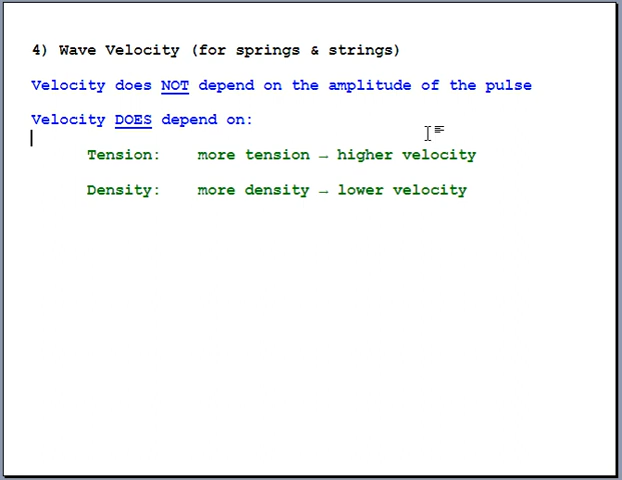 4) Wave Velocity (for springs & strings)
Velocity does NOT depend on the amplitude of the pulse
Velocity DOES depend on:
Tension: more tension → higher velocity
Density: more density → lower velocity